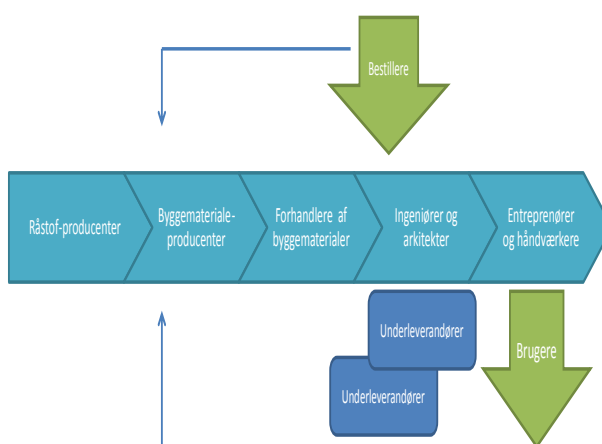 Bestillere
Råstof-producenter
Byggemateriale-
producenter
Forhandlere af
byggematerialer
Ingeniører og
arkitekter
Entreprenører
og håndværkere
Underleverandører
Underleverandører
Brugere